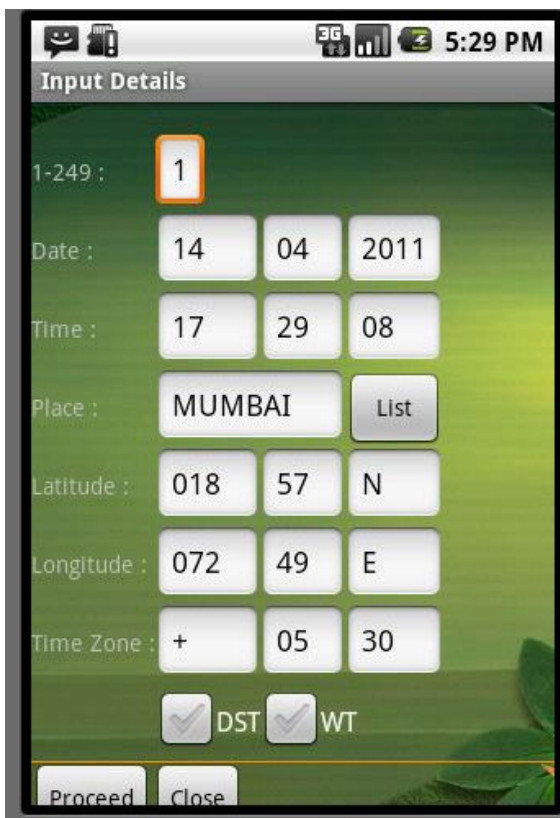 3G 5:29 PM
Input Details
1-249 : 1
Date : 14 04 2011
Time : 17 29 08
Place : MUMBAI List
Latitude : 018 57 N
Longitude : 072 49 E
Time Zone : + 05 30
DST WT
Proceed Close